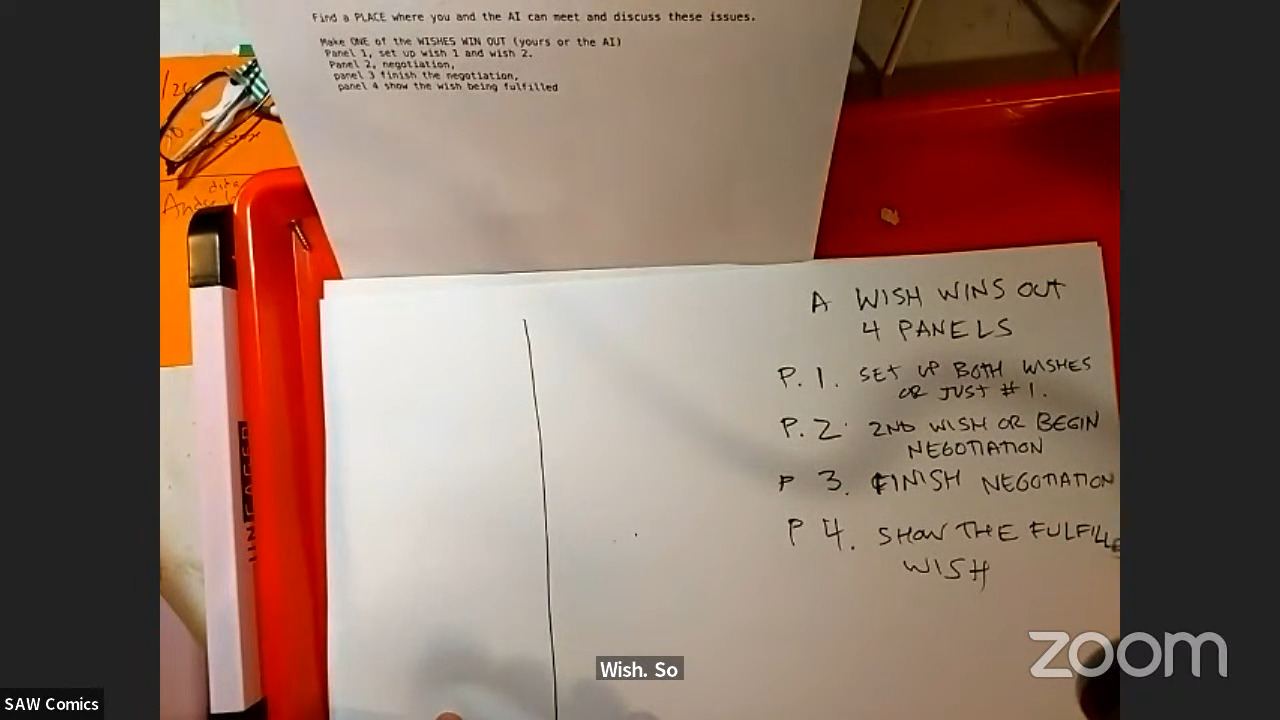 Find a PLACE where you and the AI can meet and discuss these issues.
Make ONE of the WISHES WIN OUT (yours or the AI)
Panel 1, set up wish 1 and wish 2.
Panel 2, negotiation,
panel 3 finish the negotiation,
panel 4 show the wish being fulfilled
A WISH WINS OUT
4 PANELS
P. 1. SET UP BOTH WISHES
OR JUST #1.
P. 2. 2ND WISH OR BEGIN
NEGOTIATION
P 3. FINISH NEGOTIATION
P 4. SHOW THE FULFILLE
WISH
Wish. So
zoom
SAW Comics